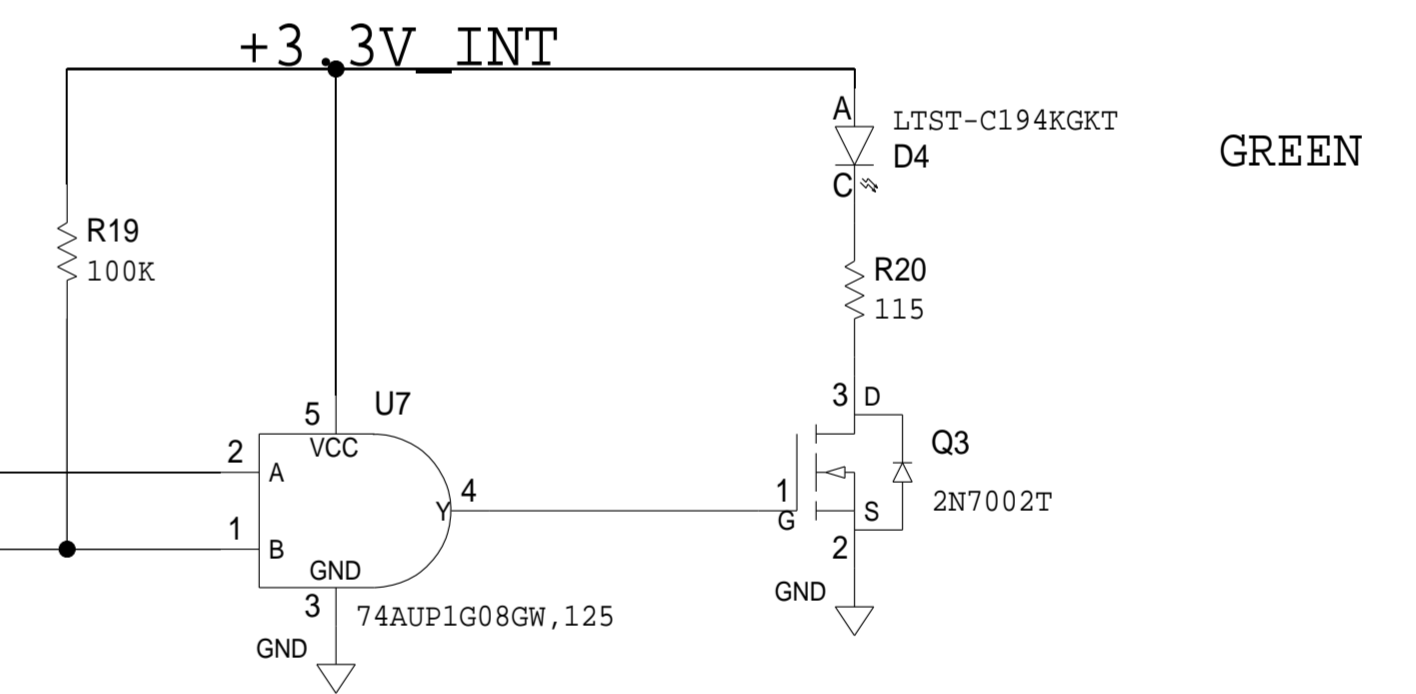 +3.3V_INT
A
LTST-C194KGKT
D4
C
GREEN
R19
100K
R20
115
3 D
5
U7
VCC
2
A
Q3
4
Y
1
G
S
2N7002T
1
B
2
GND
3
74AUP1G08GW,125
GND
GND